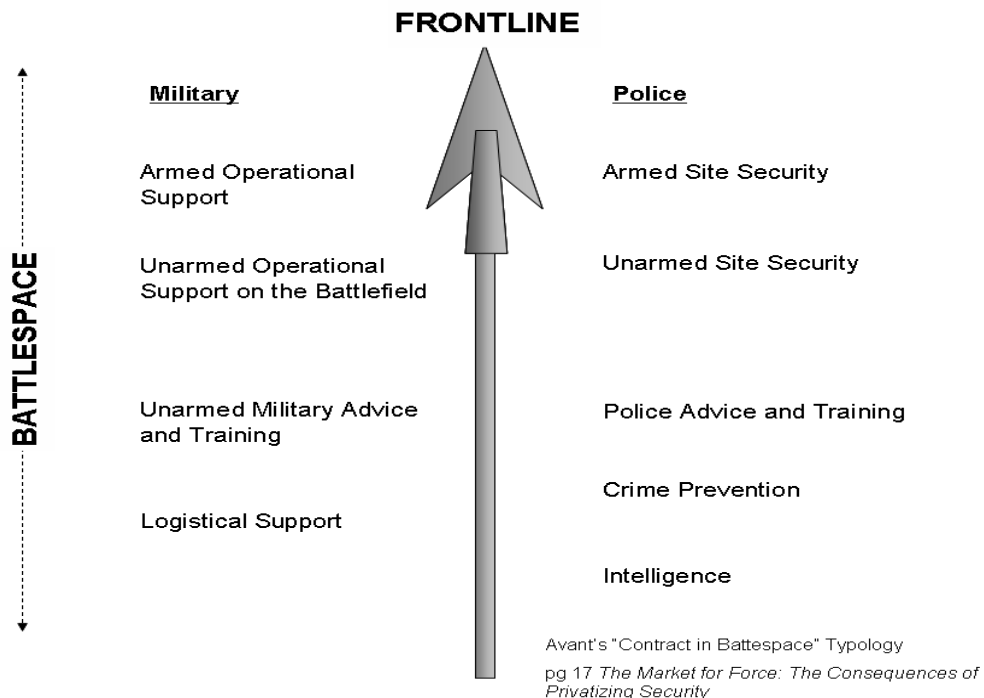 FRONTLINE
BATTLESPACE
Military
Armed Operational
Support
Unarmed Operational
Support on the Battlefield
Unarmed Military Advice
and Training
Logistical Support
Police
Armed Site Security
Unarmed Site Security
Police Advice and Training
Crime Prevention
Intelligence
Avant's "Contract in Battespace" Typology
pg 17 The Market for Force: The Consequences of
Privatizing Security